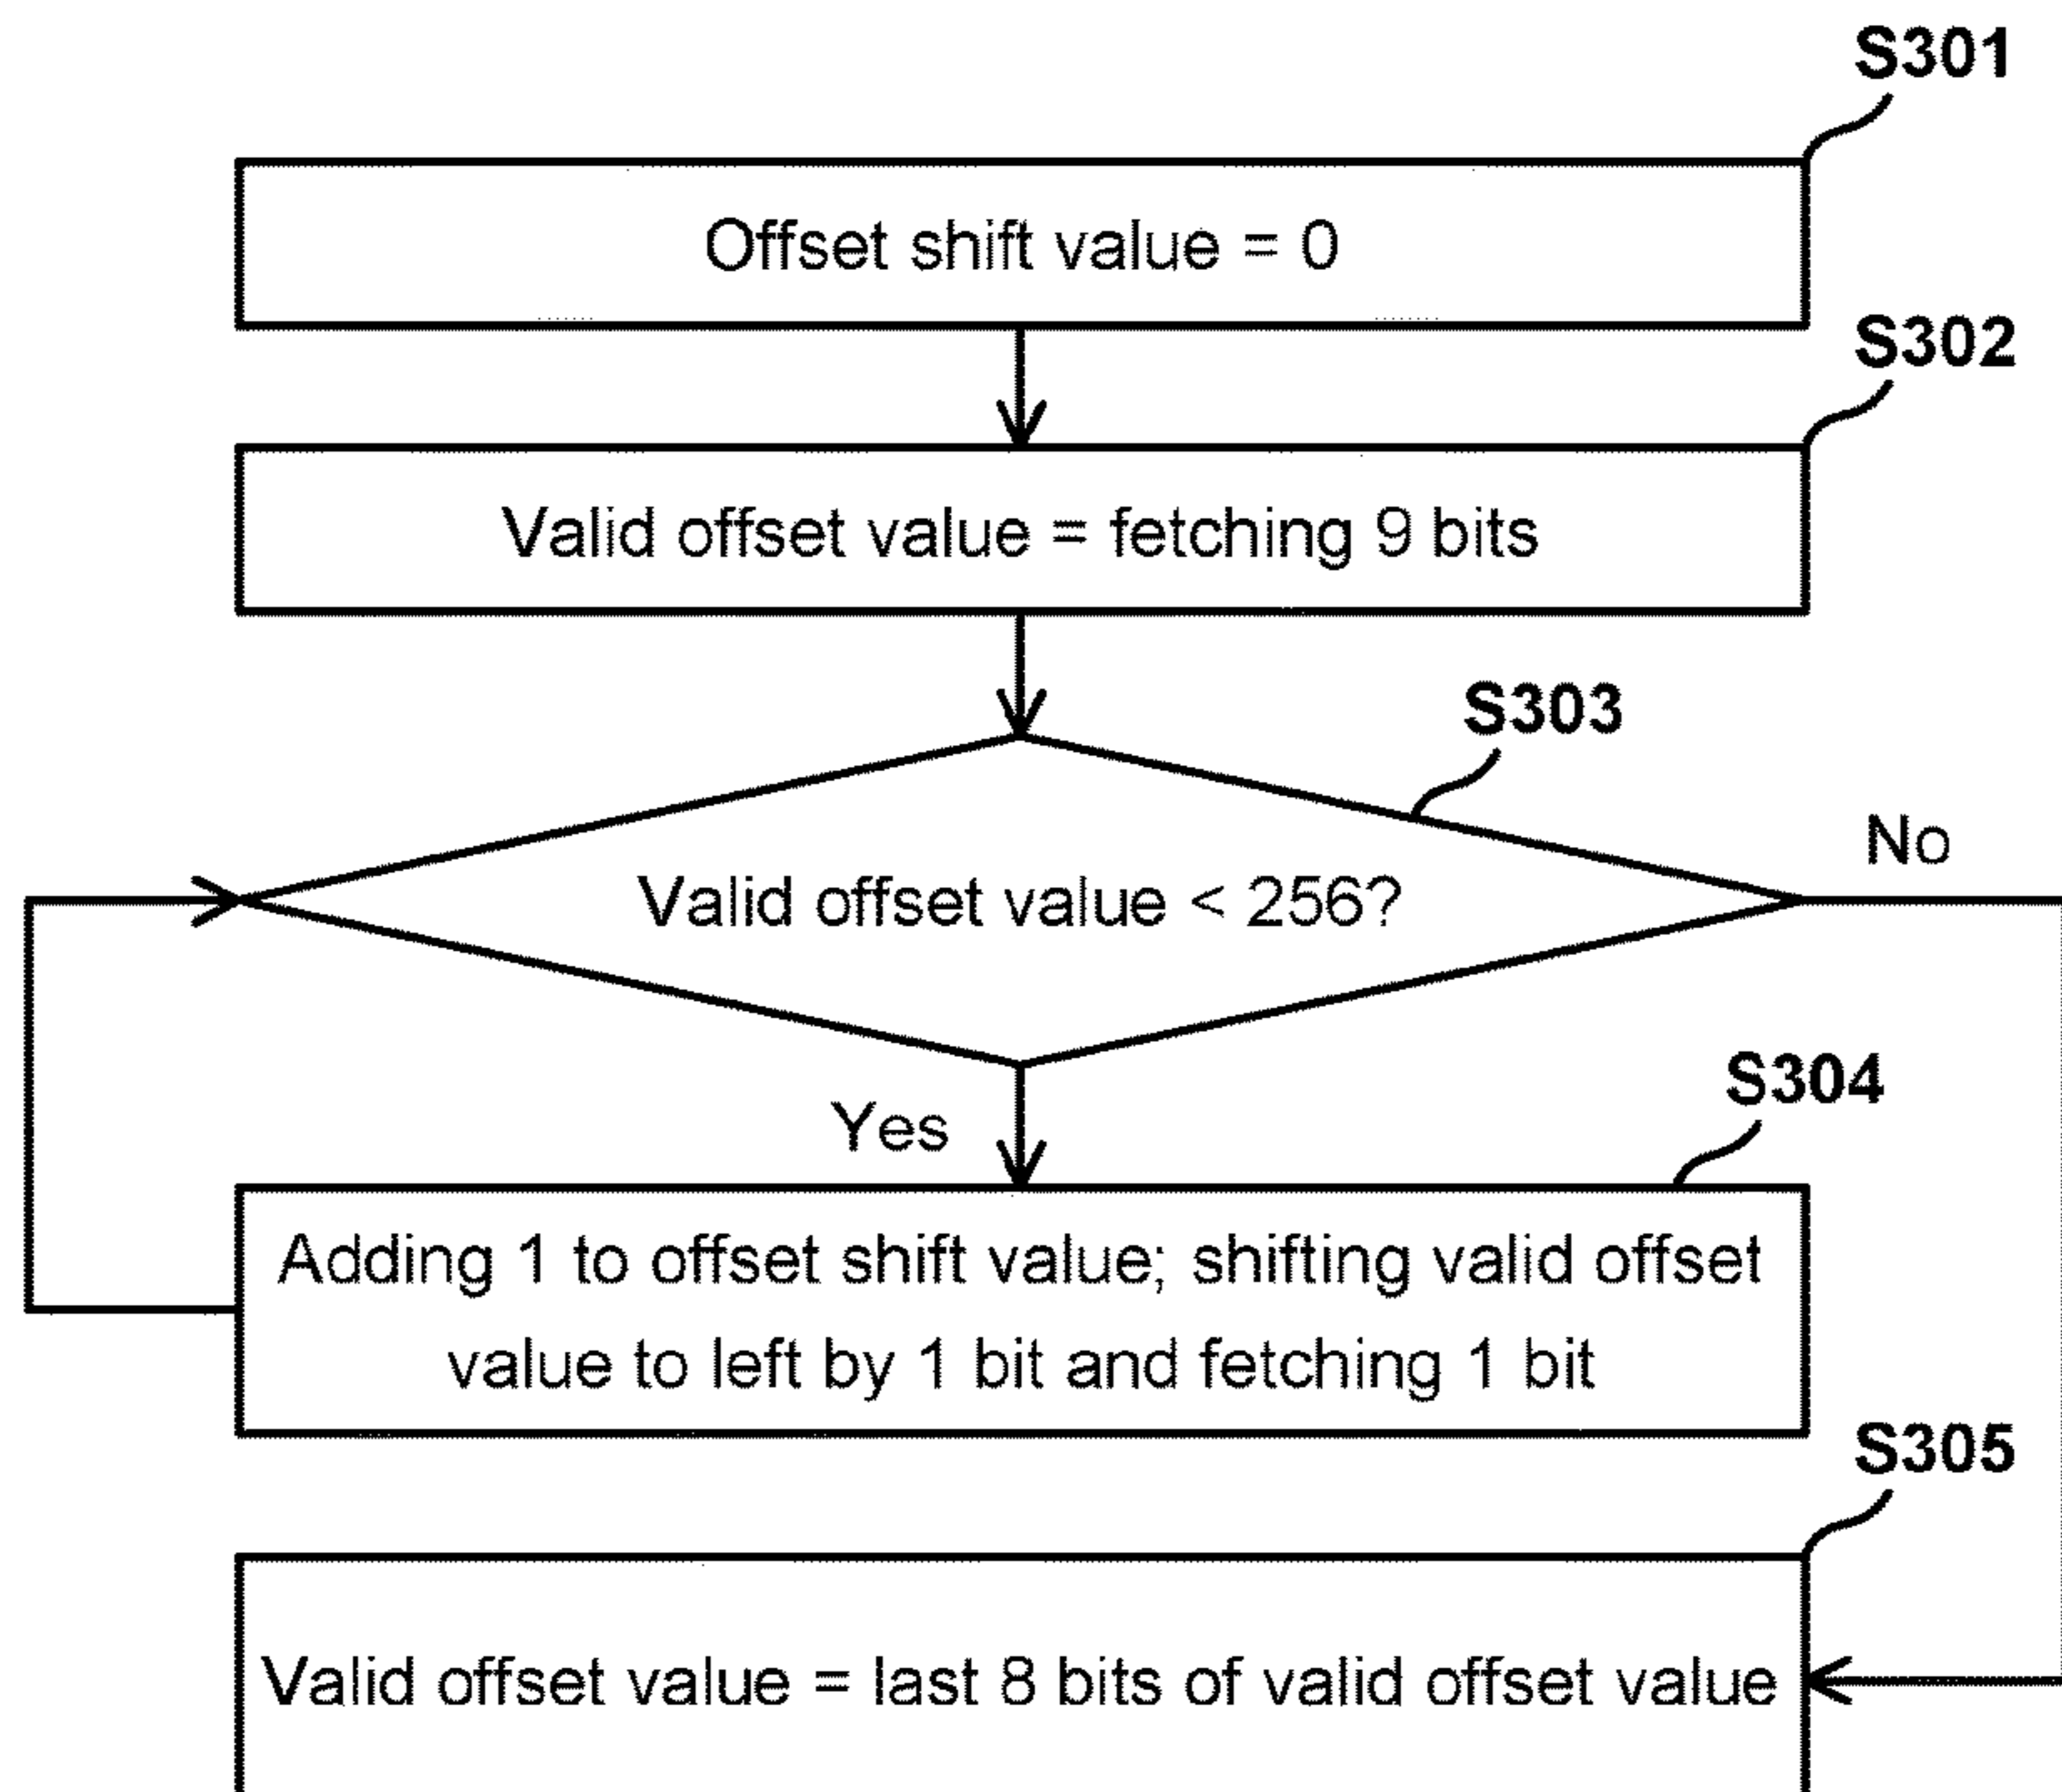 S301
Offset shift value = 0
S302
Valid offset value = fetching 9 bits
S303
No
Valid offset value < 256?
S304
Yes
Adding 1 to offset shift value; shifting valid offset
value to left by 1 bit and fetching 1 bit
S305
Valid offset value = last 8 bits of valid offset value